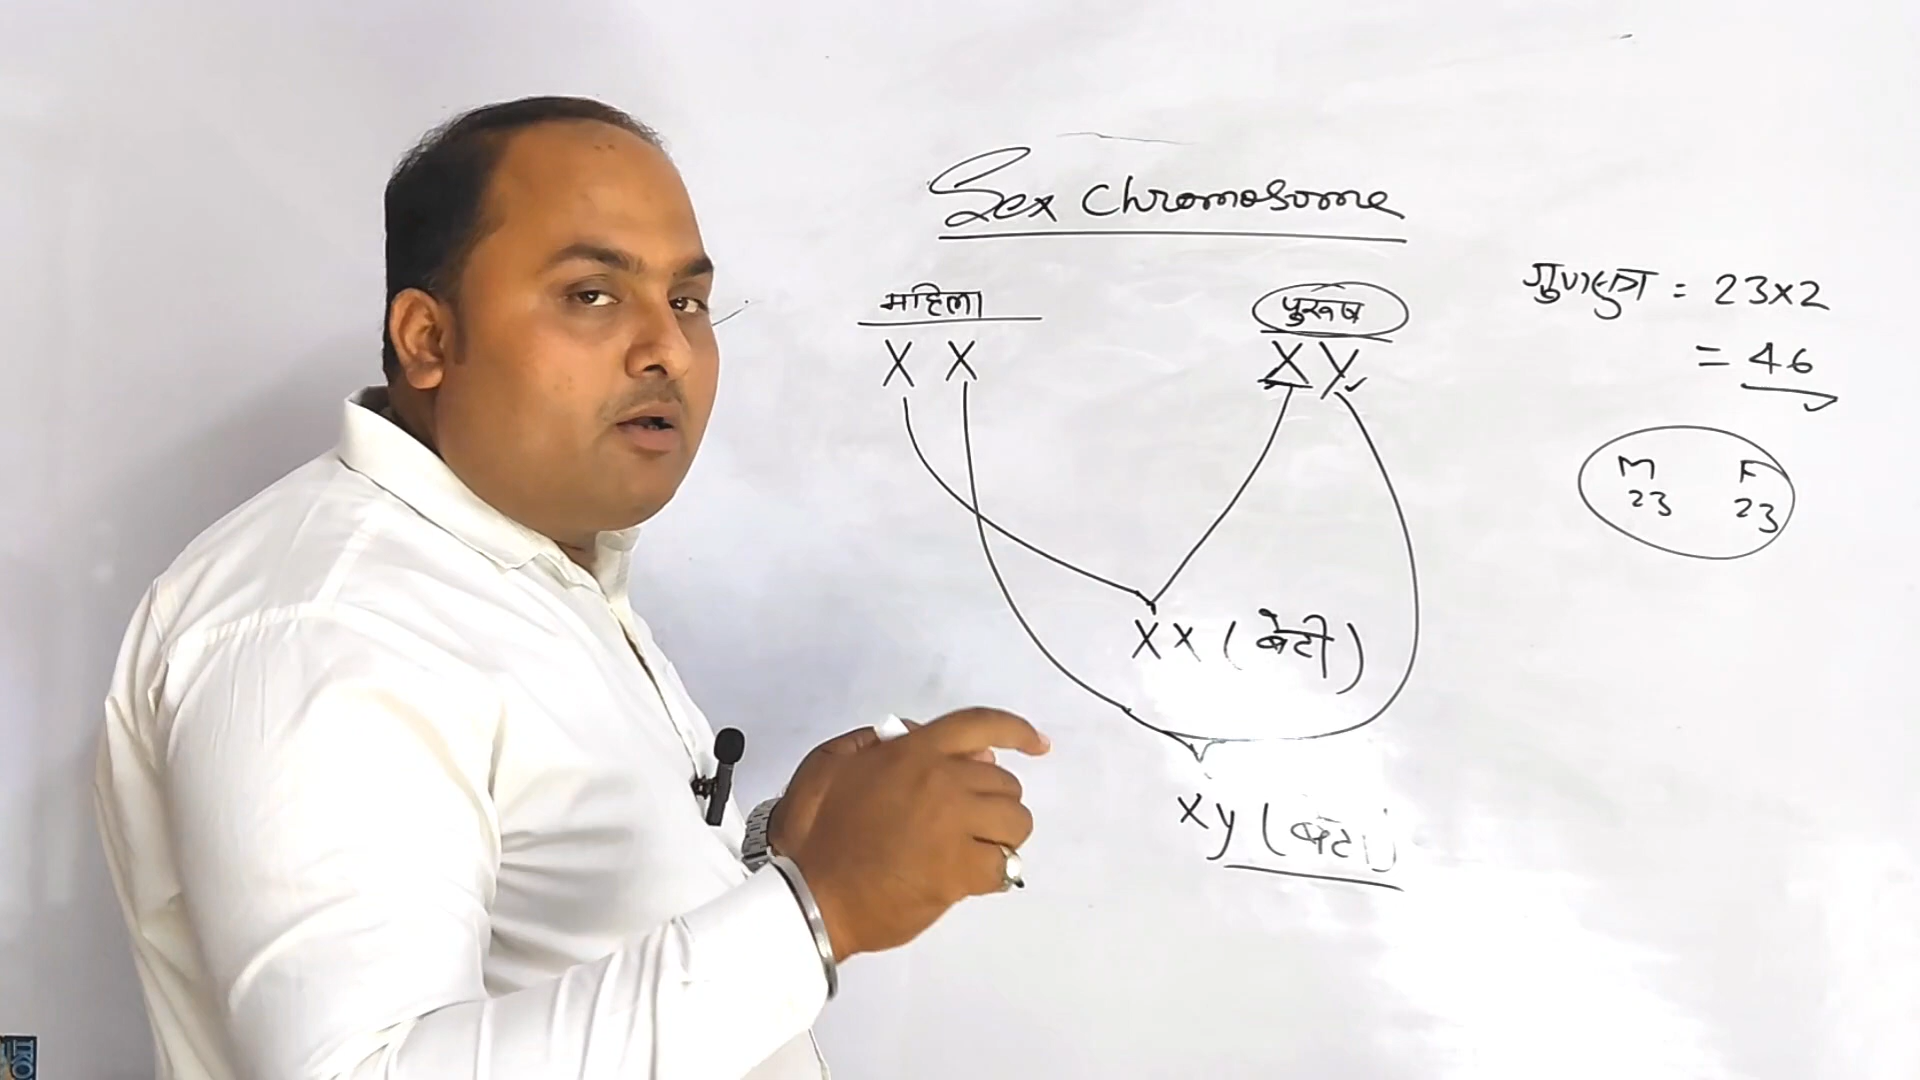 Sex Chromosome
महिला
X X
पुरूष
X Y
XX (बेटी)
Xy (बेटा)
गुणसूत्र = 23x2
= 46
M F
23 23